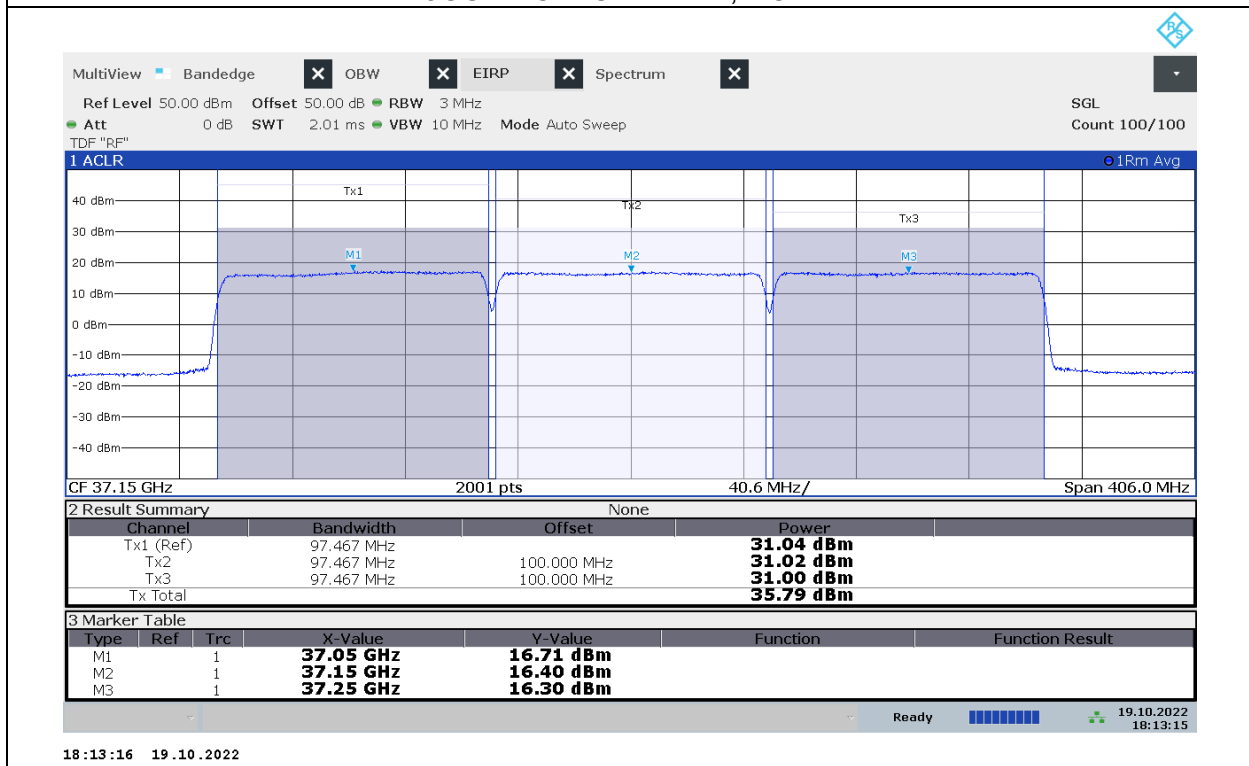 R&S
MultiView Bandedge OBW EIRP Spectrum
Ref Level 50.00 dBm Offset 50.00 dB RBW 3 MHz SGL
Att 0 dB SWT 2.01 ms VBW 10 MHz Mode Auto Sweep Count 100/100
TDF "RF"
1 ACLR 1Rm Avg
Tx1
Tx2
Tx3
40 dBm
30 dBm
M1
M2
M3
20 dBm
10 dBm
0 dBm
-10 dBm
-20 dBm
-30 dBm
-40 dBm
CF 37.15 GHz 2001 pts 40.6 MHz/ Span 406.0 MHz
2 Result Summary None
Channel Bandwidth Offset Power
Tx1 (Ref) 97.467 MHz 31.04 dBm
Tx2 97.467 MHz 100.000 MHz 31.02 dBm
Tx3 97.467 MHz 100.000 MHz 31.00 dBm
Tx Total 35.79 dBm
3 Marker Table
Type Ref Trc X-Value Y-Value Function Function Result
M1 1 37.05 GHz 16.71 dBm
M2 1 37.15 GHz 16.40 dBm
M3 1 37.25 GHz 16.30 dBm
Ready 19.10.2022
18:13:15
18:13:16 19.10.2022